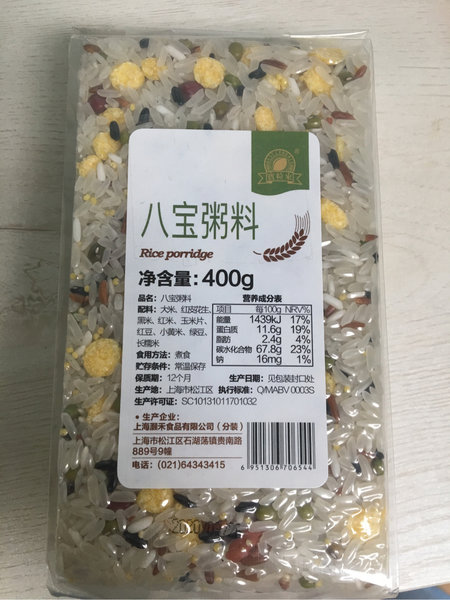 八宝粥料
Rice porridge
净含量:400g
品名:八宝粥料
配料:大米、红皮花生、
黑米、红米、玉米片、
红豆、小黄米、绿豆、
长糯米
营养成分表
项目 每100g NRV%
能量 1439kJ 17%
蛋白质 11.6g 19%
脂肪 2.4g 4%
碳水化合物 67.8g 23%
钠 16mg 1%
食用方法:煮食
贮存条件:常温保存
保质期:12个月 生产日期:见包装封口处
生产地:上海市松江区 执行标准:Q/MABV 0003S
生产许可证:SC10131011701032
• 生产企业:
上海灏禾食品有限公司(分装)
上海市松江区石湖荡镇贵南路
889号9幢
电话:(021)64343415
6 951306 706544